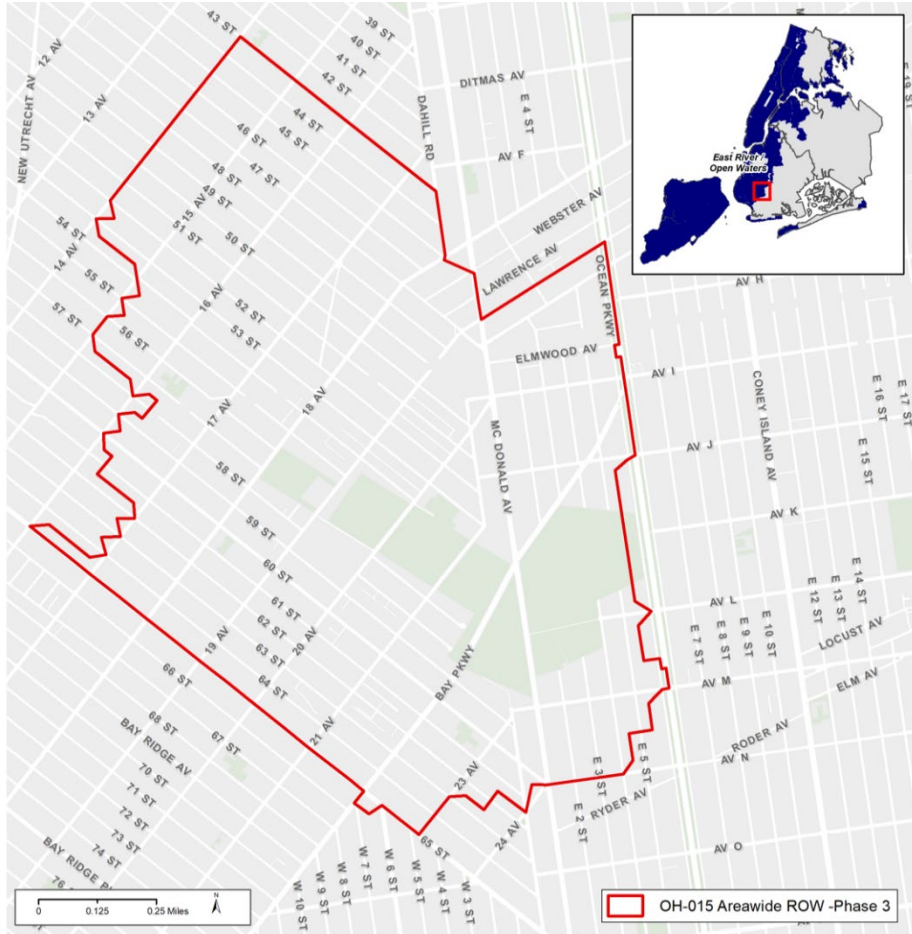 43 ST
39 ST
40 ST
41 ST
42 ST
12 AV
NEW UTRECHT AV
13 AV
DAHILL RD
DITMAS AV
E 4 ST
AV F
44 ST
45 ST
46 ST
47 ST
48 ST
49 ST
15 AV
50 ST
51 ST
54 ST
14 AV
55 ST
57 ST
56 ST
16 AV
52 ST
53 ST
WEBSTER AV
LAWRENCE AV
OCEAN PKWY
East River /
Open Waters
E 19 ST
AV H
ELMWOOD AV
AV I
17 AV
18 AV
MC DONALD AV
CONEY ISLAND AV
E 16 ST
E 17 ST
E 15 ST
AV J
58 ST
59 ST
60 ST
61 ST
62 ST
63 ST
64 ST
20 AV
19 AV
AV K
AV L
E 14 ST
E 13 ST
E 12 ST
E 10 ST
E 9 ST
E 8 ST
E 7 ST
LOCUST AV
ELM AV
AV M
BAY PKWY
66 ST
21 AV
68 ST
67 ST
BAY RIDGE AV
70 ST
71 ST
72 ST
73 ST
74 ST
BAY RIDGE P
76
23 AV
24 AV
65 ST
E 3 ST
E 5 ST
E 2 ST
RYDER AV
RODER AV
AV N
AV O
W 10 ST
W 9 ST
W 8 ST
W 7 ST
W 6 ST
W 5 ST
W 4 ST
W 3 ST
N
0 0.125 0.25 Miles
OH-015 Areawide ROW -Phase 3